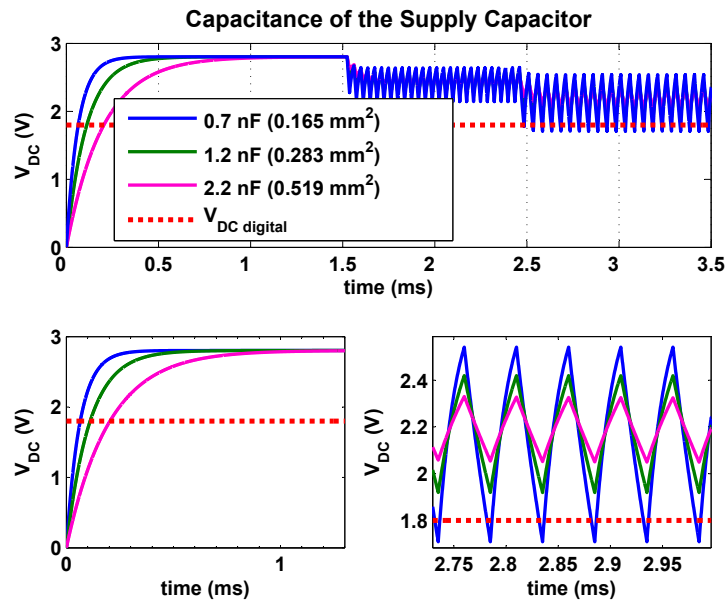 Capacitance of the Supply Capacitor
3
2
1
0
V_DC (V)
0.7 nF (0.165 mm²)
1.2 nF (0.283 mm²)
2.2 nF (0.519 mm²)
V_DC digital
0 0.5 1 1.5 2 2.5 3 3.5
time (ms)
3
2
1
0
V_DC (V)
0 1
time (ms)
2.4
2.2
2
1.8
V_DC (V)
2.75 2.8 2.85 2.9 2.95
time (ms)